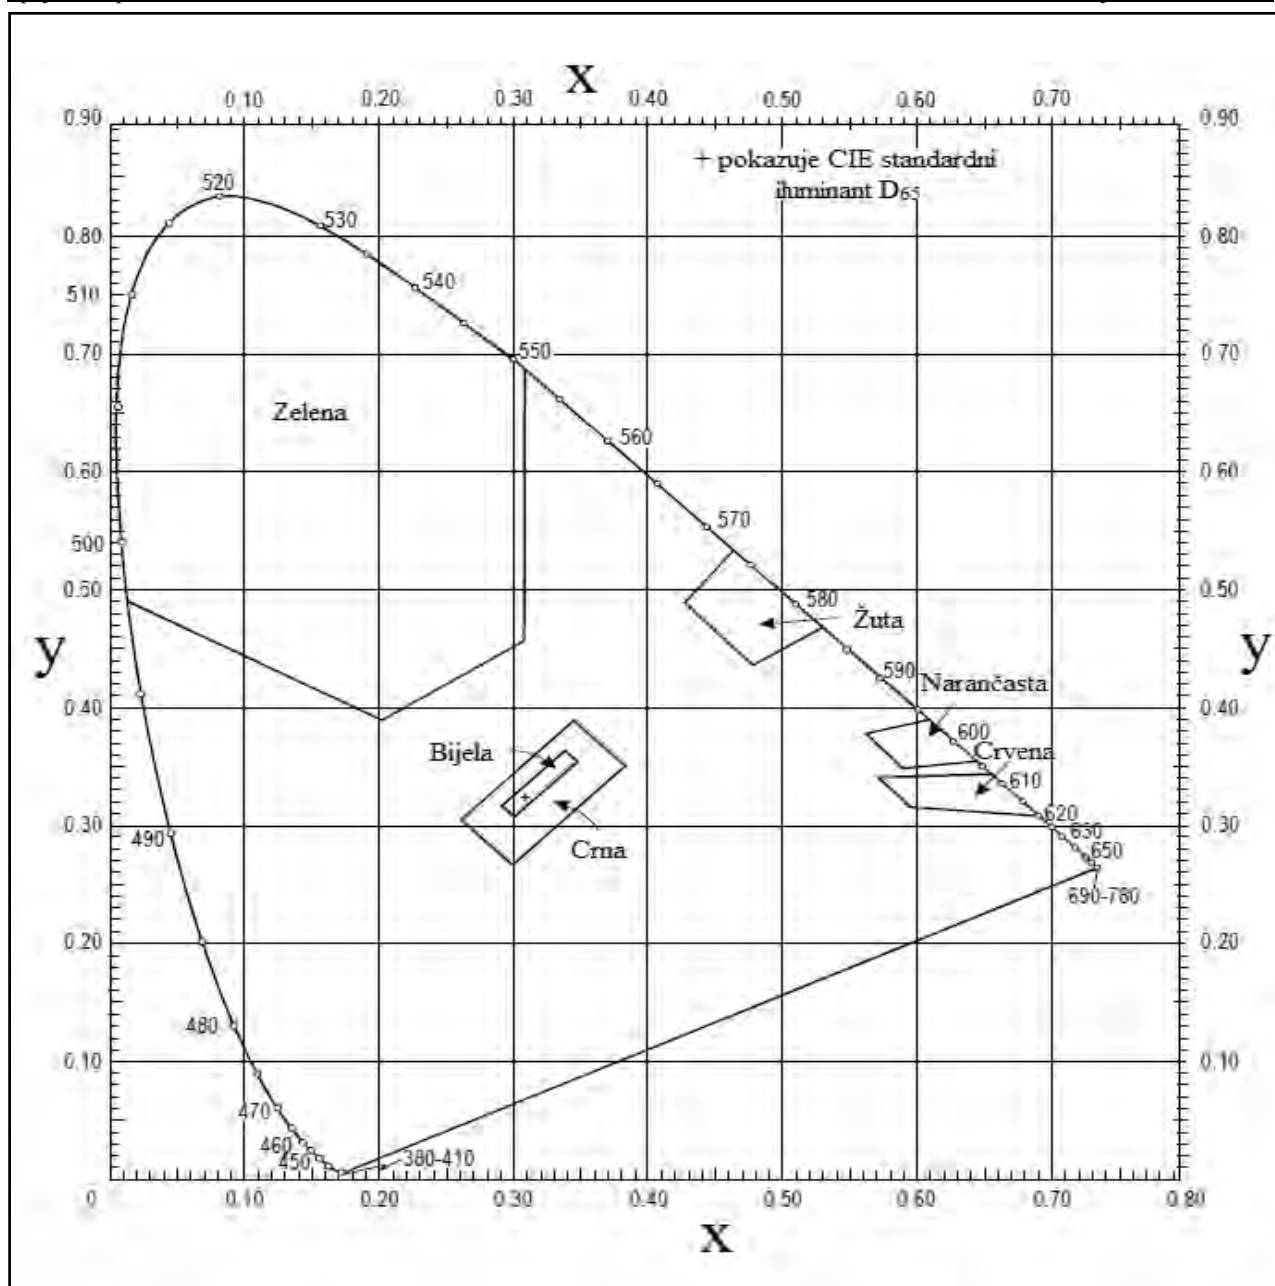 X
0.10 0.20 0.30 0.40 0.50 0.60 0.70
0.90 0.90
+ pokazuje CIE standardni
iluminant D65
520
530
0.80 0.80
540
510
550
0.70 0.70
Zelena
560
0.60 0.60
570
500
0.50 0.50
580
Žuta
y y
590
Narančasta
0.40 0.40
600
Bijela Crvena
610
620
0.30 0.30
630
490
Crna 650
690-780
0.20 0.20
480
0.10 0.10
470
460
450 380-410
0 0.10 0.20 0.30 0.40 0.50 0.60 0.70 0.80
X